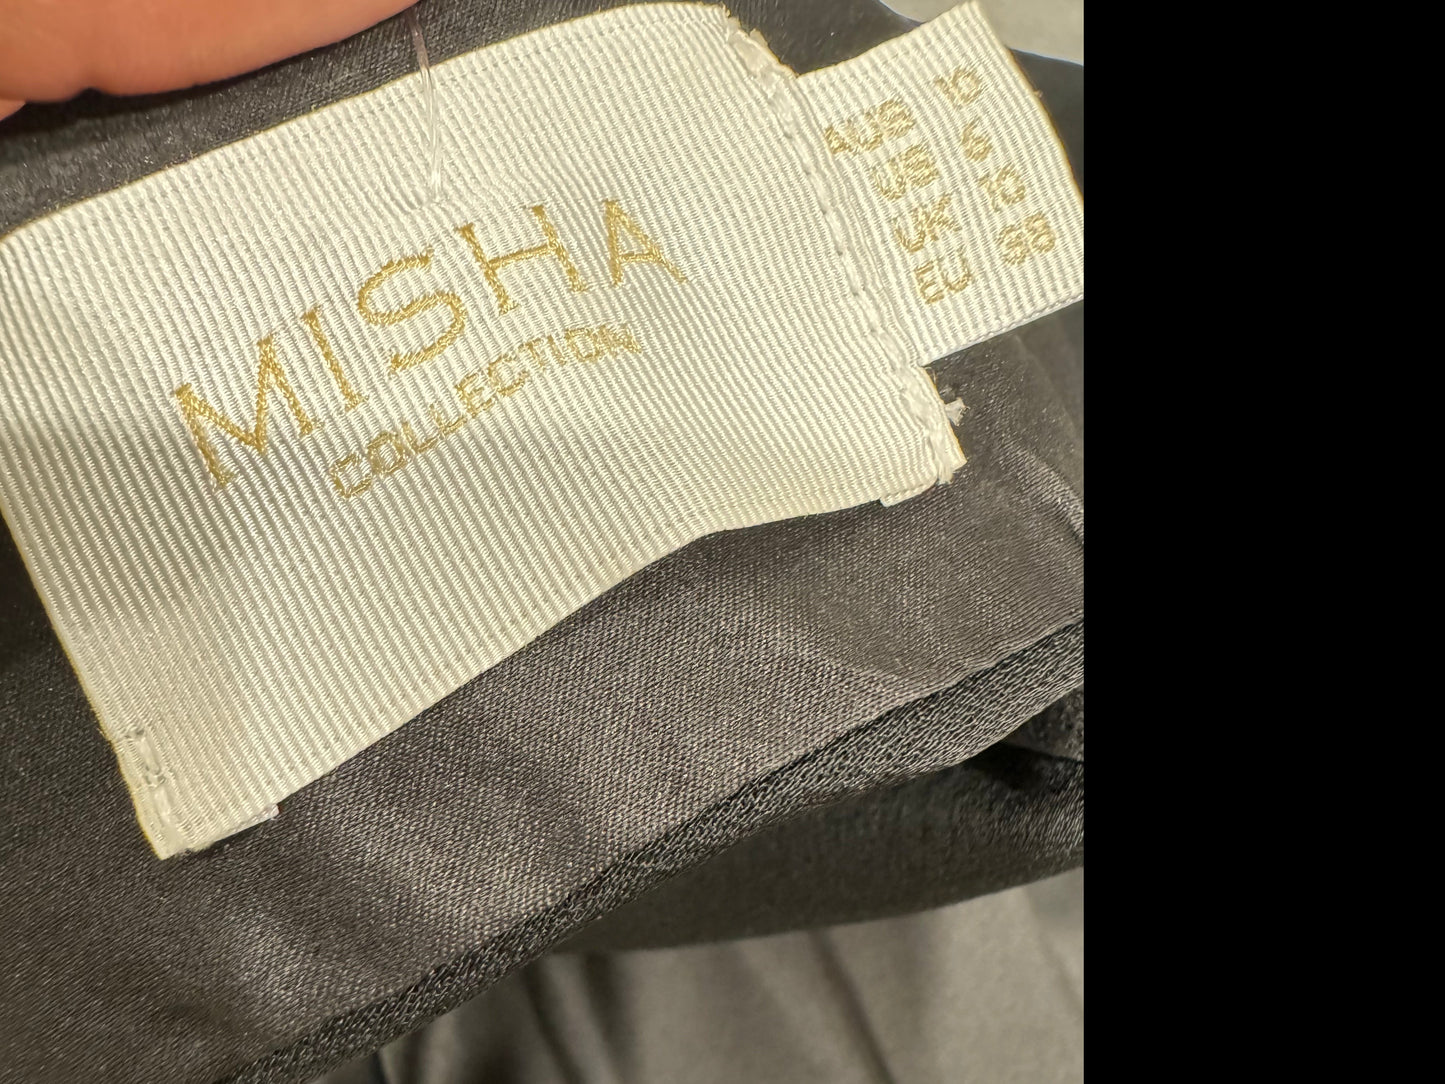 MISHA
COLLECTION
AUS 10
US 6
UK 10
EU 38